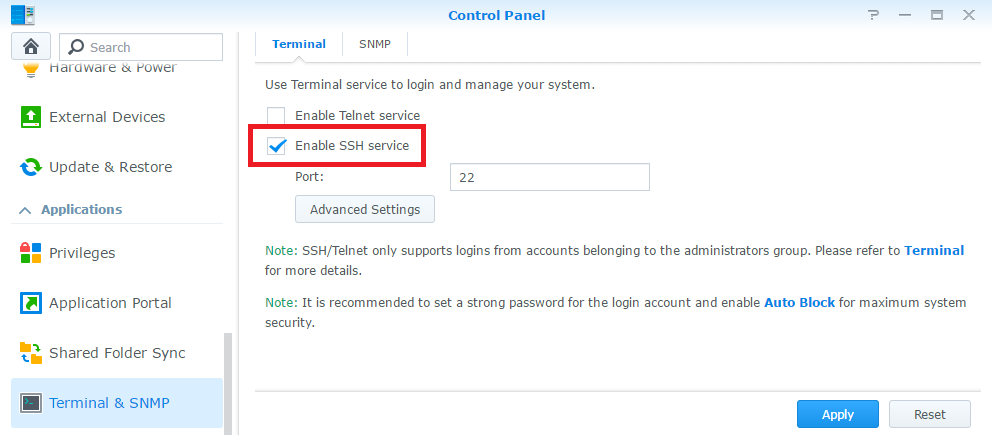 Control Panel
Search
Hardware & Power
External Devices
Update & Restore
Applications
Privileges
Application Portal
Shared Folder Sync
Terminal & SNMP
Terminal
SNMP
Use Terminal service to login and manage your system.
Enable Telnet service
Enable SSH service
Port:
22
Advanced Settings
Note: SSH/Telnet only supports logins from accounts belonging to the administrators group. Please refer to Terminal
for more details.
Note: It is recommended to set a strong password for the login account and enable Auto Block for maximum system
security.
Apply
Reset